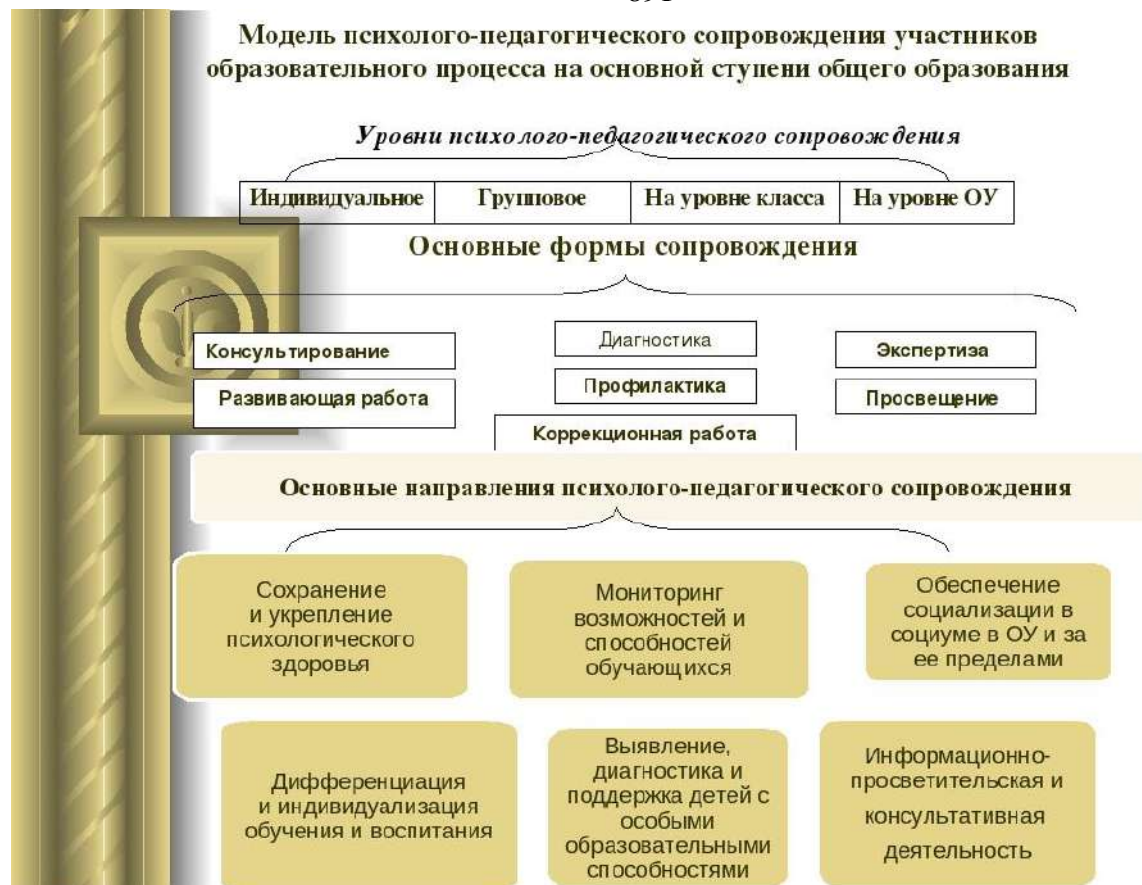 Модель психолого-педагогического сопровождения участников
образовательного процесса на основной ступени общего образования
Уровни психолого-педагогического сопровождения
Индивидуальное Групповое На уровне класса На уровне ОУ
Основные формы сопровождения
Консультирование
Диагностика
Экспертиза
Развивающая работа
Профилактика
Просвещение
Коррекционная работа
Основные направления психолого-педагогического сопровождения
Сохранение
и укрепление
психологического
здоровья
Мониторинг
возможностей и
способностей
обучающихся
Обеспечение
социализации в
социуме в ОУ и за
ее пределами
Дифференциация
и индивидуализация
обучения и воспитания
Выявление,
диагностика и
поддержка детей с
особыми
образовательными
способностями
Информационно-
просветительская и
консультативная
деятельность